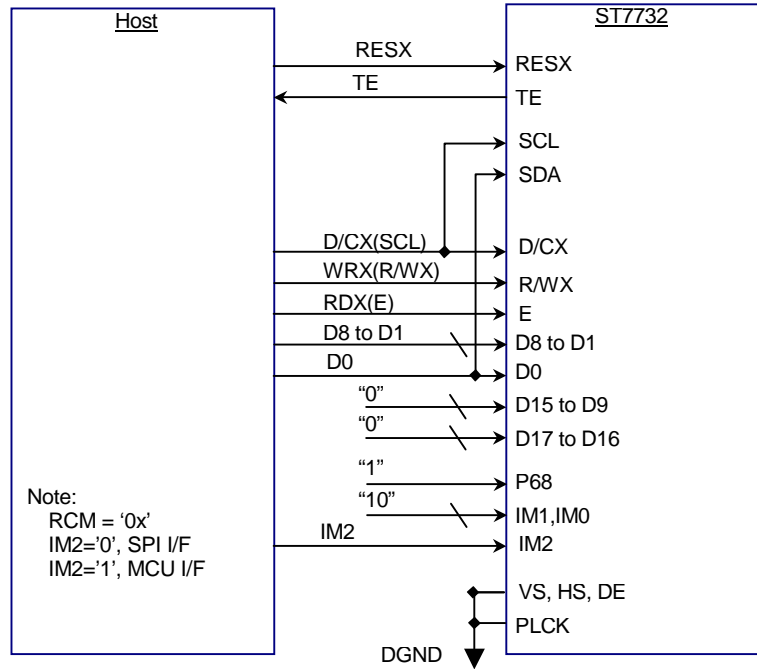 Host
ST7732
RESX
RESX
TE
TE
SCL
SDA
D/CX(SCL)
D/CX
WRX(R/WX)
R/WX
RDX(E)
E
D8 to D1
D8 to D1
D0
D0
“0”
D15 to D9
“0”
D17 to D16
“1”
P68
“10”
IM1,IM0
IM2
IM2
Note:
RCM = ‘0x’
IM2=’0’, SPI I/F
IM2=’1’, MCU I/F
VS, HS, DE
PLCK
DGND